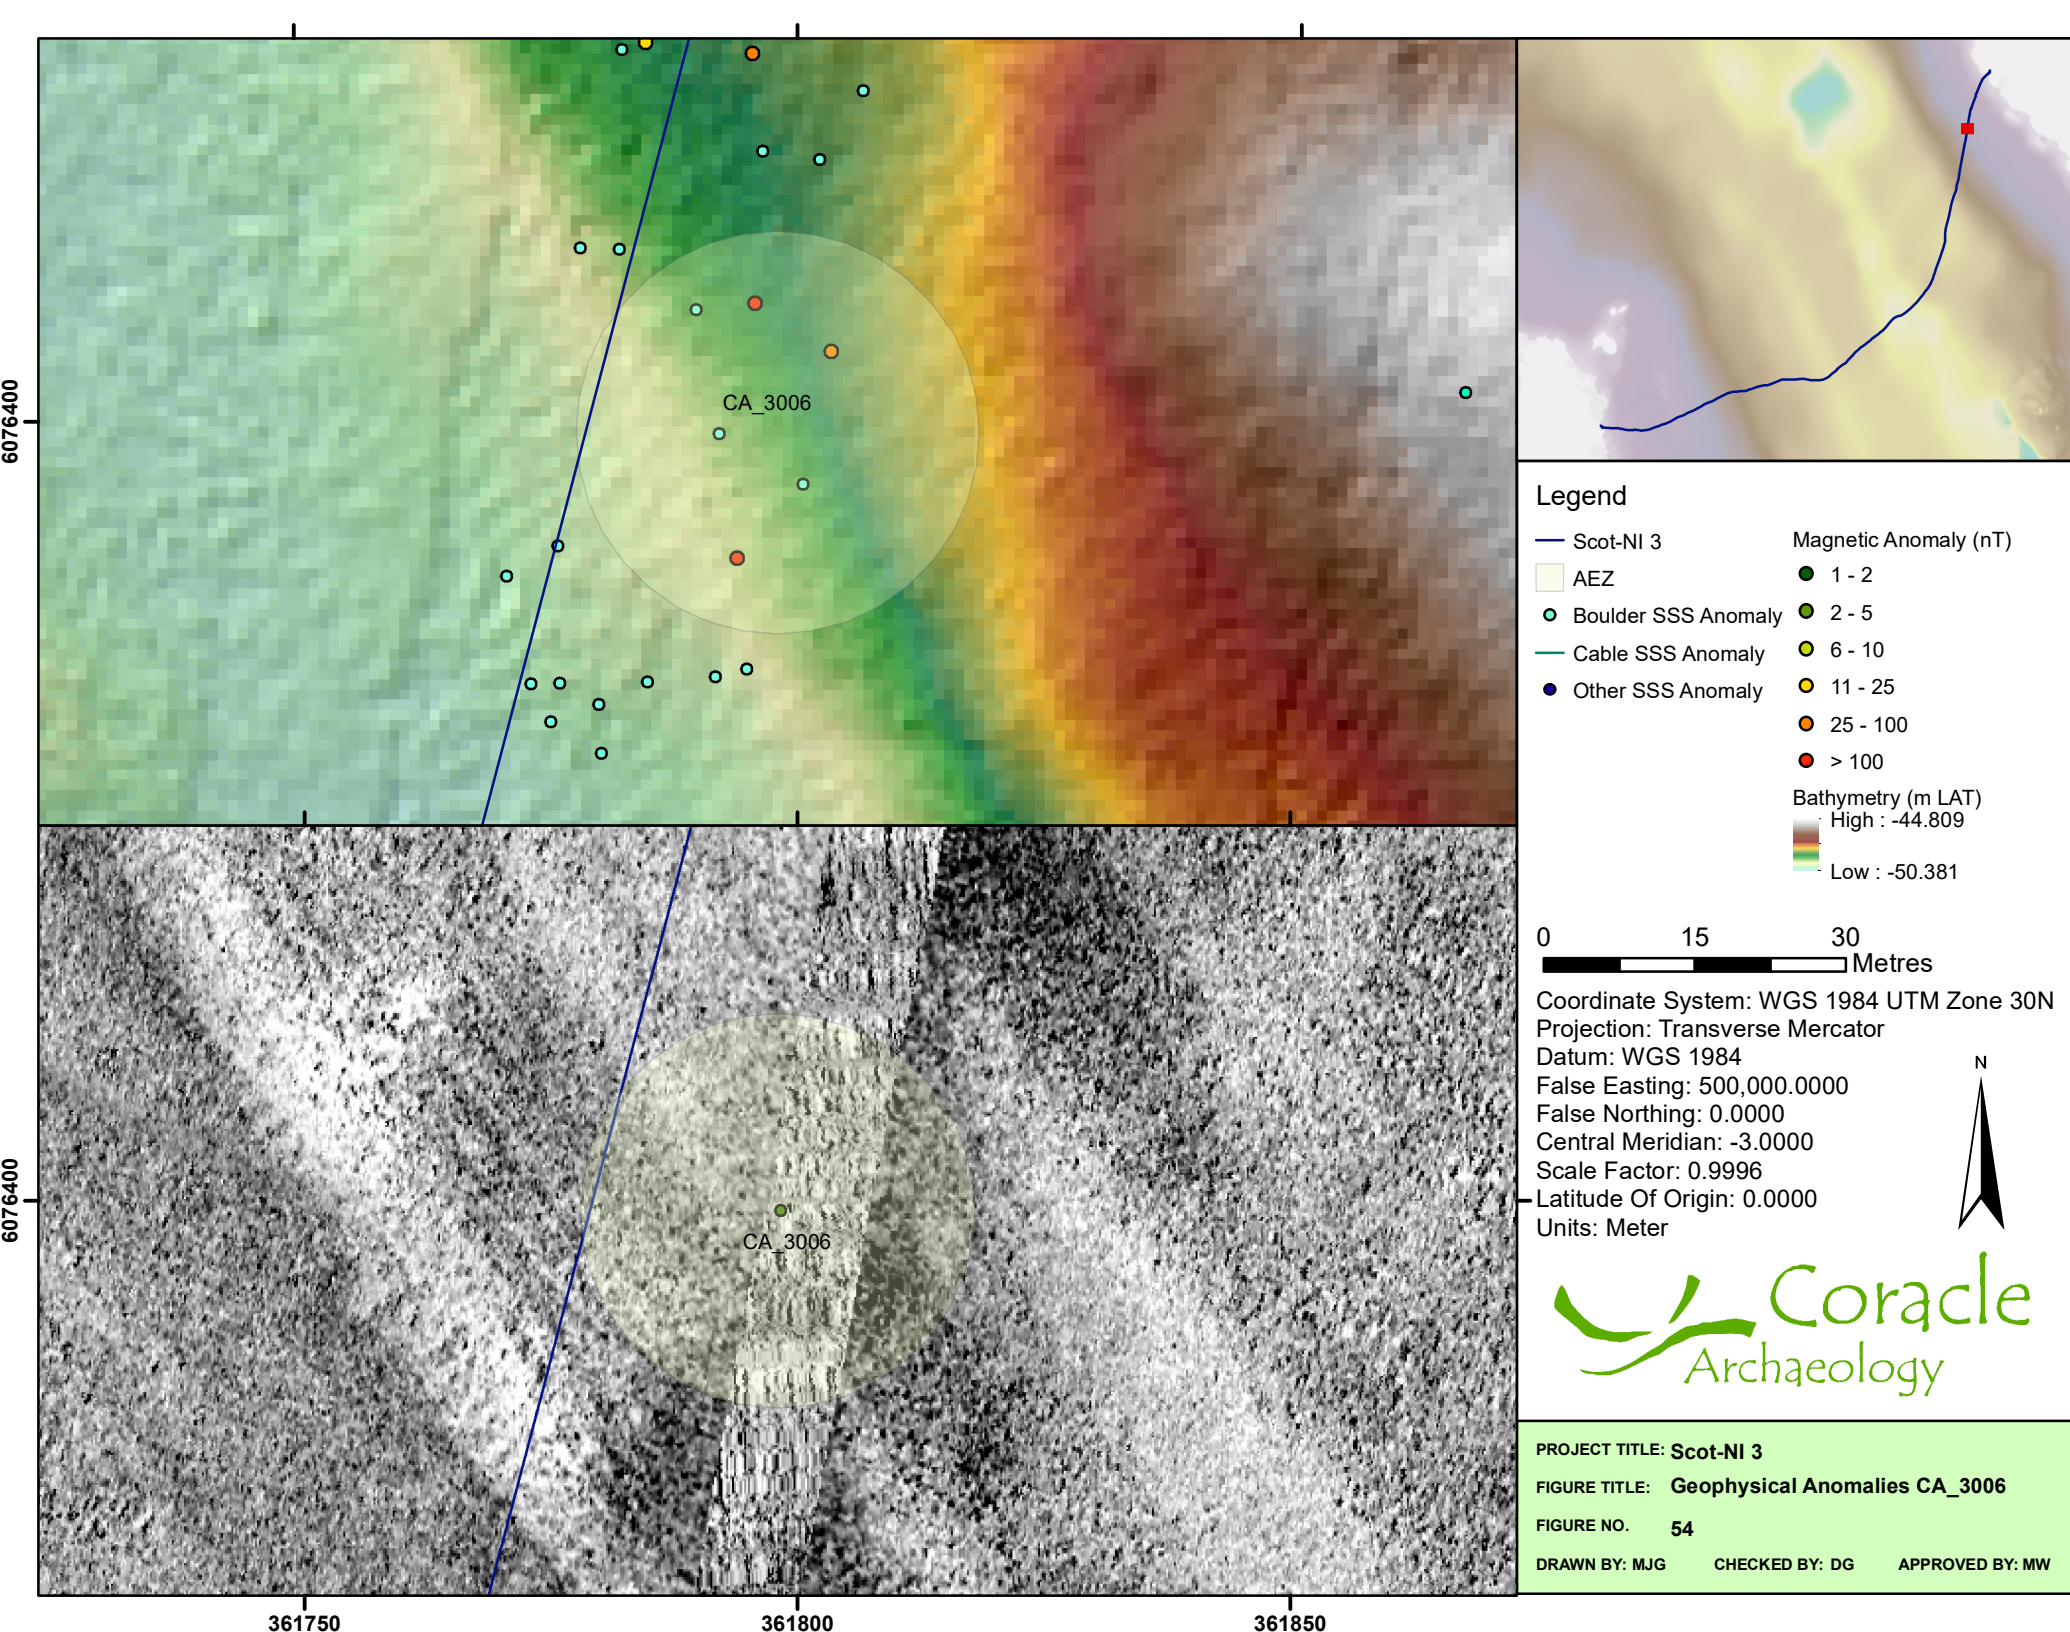 6076400
CA_3006
6076400
CA_3006
361750
361800
361850
Legend
Scot-NI 3
AEZ
Boulder SSS Anomaly
Cable SSS Anomaly
Other SSS Anomaly
Magnetic Anomaly (nT)
1 - 2
2 - 5
6 - 10
11 - 25
25 - 100
> 100
Bathymetry (m LAT)
High : -44.809
Low : -50.381
0 15 30
Metres
Coordinate System: WGS 1984 UTM Zone 30N
Projection: Transverse Mercator
Datum: WGS 1984
False Easting: 500,000.0000
False Northing: 0.0000
Central Meridian: -3.0000
Scale Factor: 0.9996
Latitude Of Origin: 0.0000
Units: Meter
N
Coracle
Archaeology
PROJECT TITLE: Scot-NI 3
FIGURE TITLE: Geophysical Anomalies CA_3006
FIGURE NO. 54
DRAWN BY: MJG CHECKED BY: DG APPROVED BY: MW